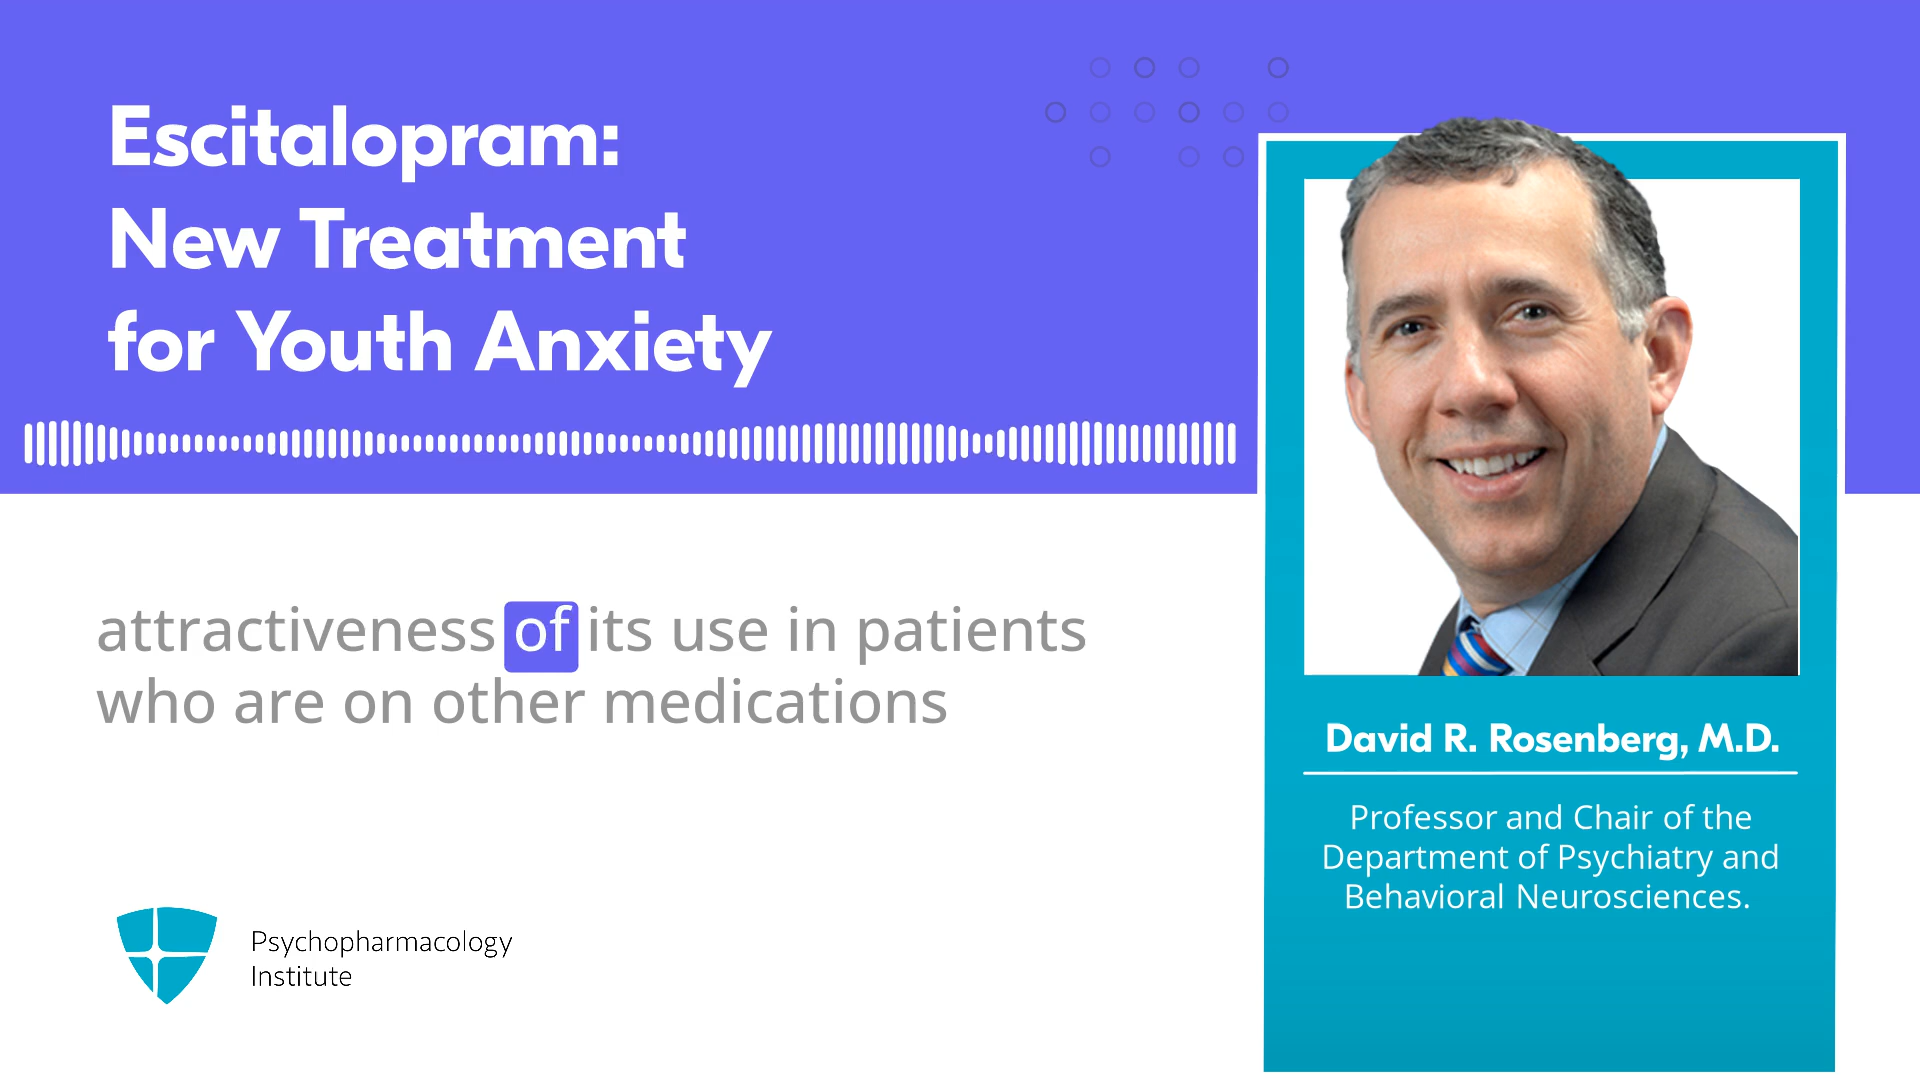 Escitalopram:
New Treatment
for Youth Anxiety
attractiveness of its use in patients
who are on other medications
Psychopharmacology
Institute
David R. Rosenberg, M.D.
Professor and Chair of the
Department of Psychiatry and
Behavioral Neurosciences.